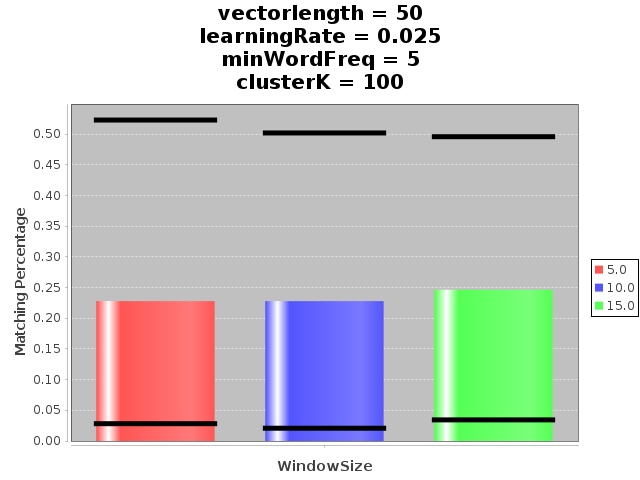 vectorlength = 50
learningRate = 0.025
minWordFreq = 5
clusterK = 100
0.50
0.45
0.40
0.35
0.30
0.25
0.20
0.15
0.10
0.05
0.00
Matching Percentage
WindowSize
5.0
10.0
15.0